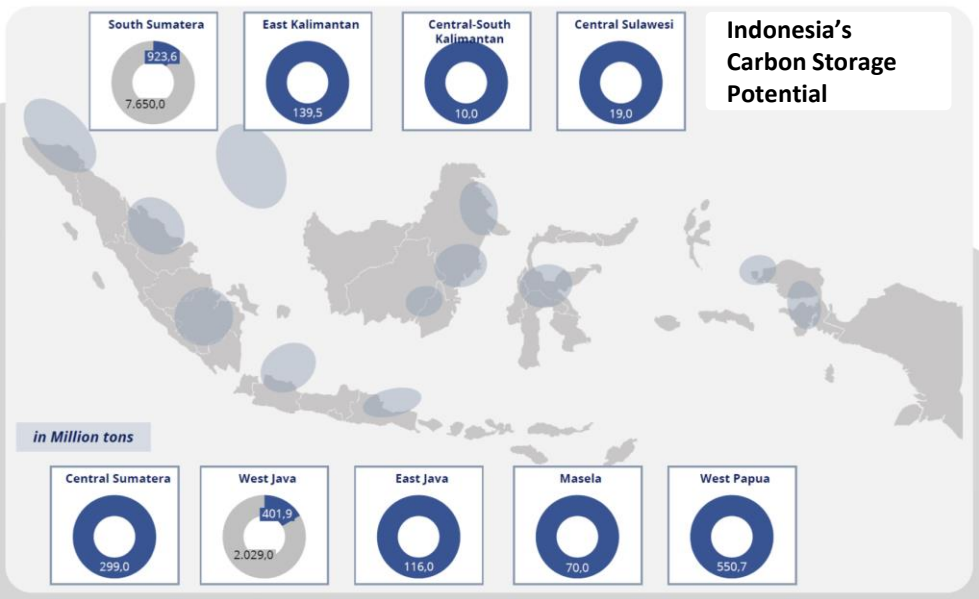 South Sumatera
923,6
7.650,0
East Kalimantan
139,5
Central-South
Kalimantan
10,0
Central Sulawesi
19,0
Indonesia’s
Carbon Storage
Potential
in Million tons
Central Sumatera
299,0
West Java
401,9
2.029,0
East Java
116,0
Masela
70,0
West Papua
550,7